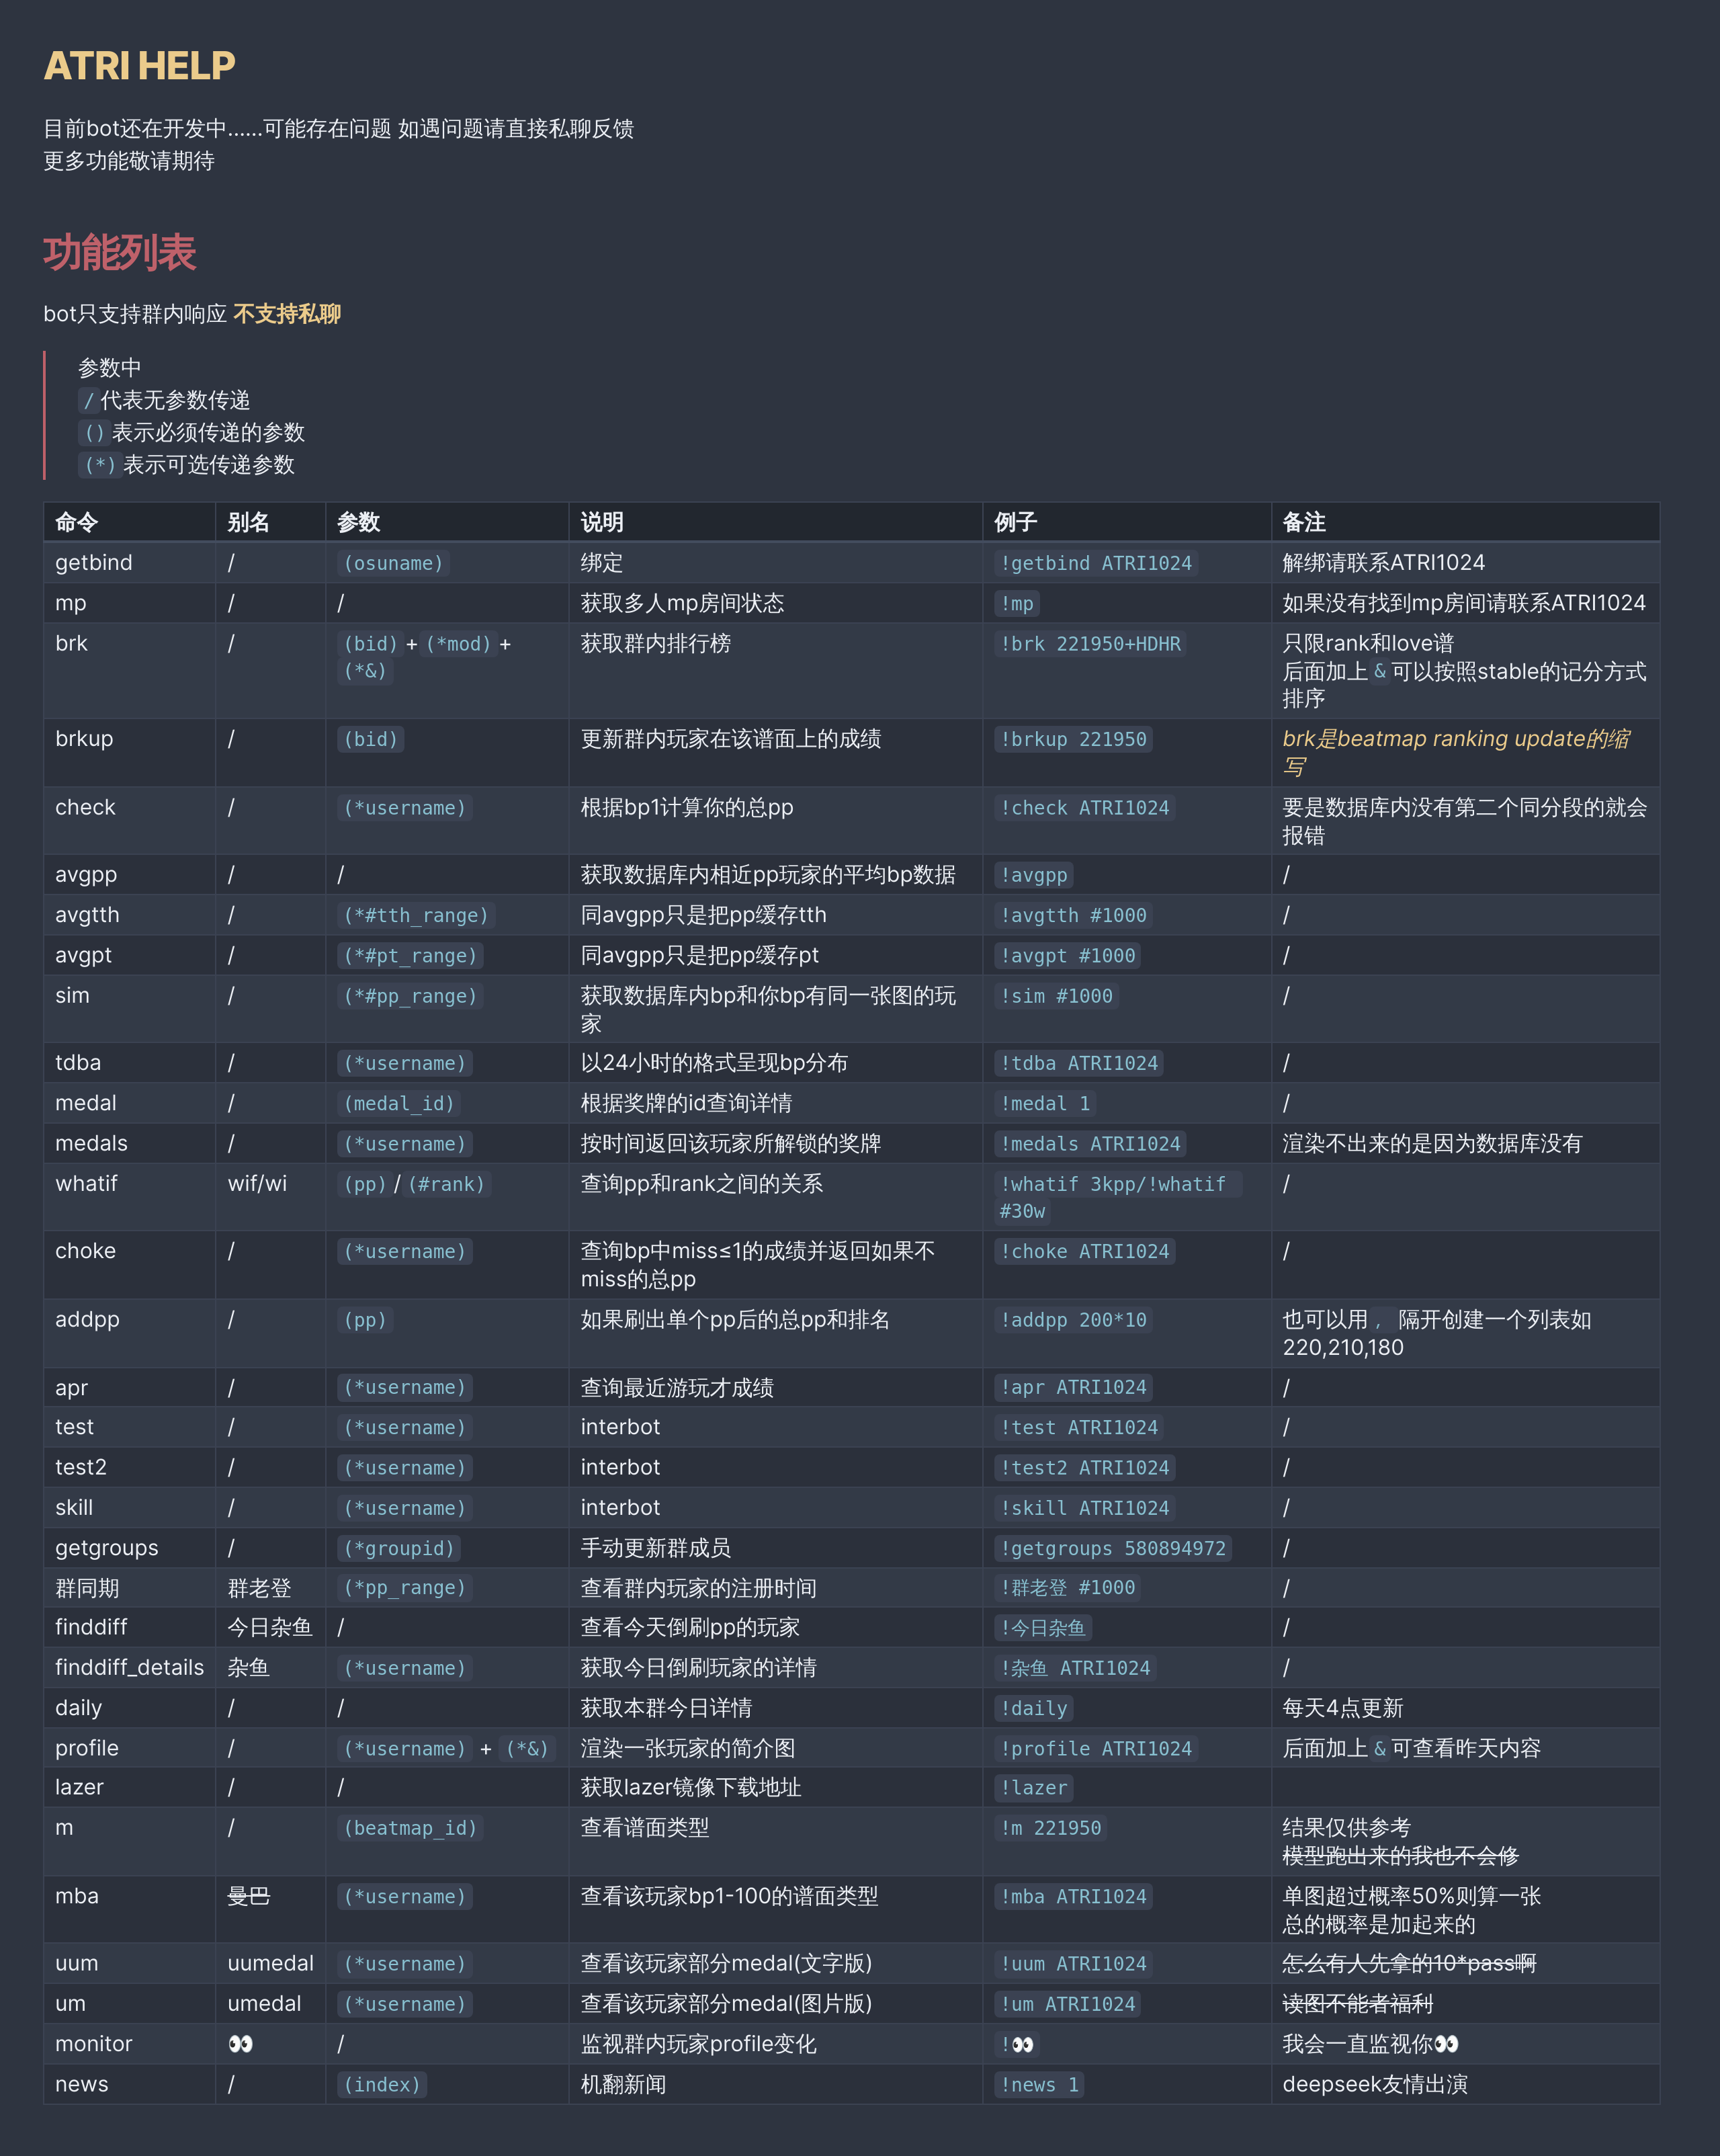 ATRI HELP
目前bot还在开发中......可能存在问题 如遇问题请直接私聊反馈
更多功能敬请期待
功能列表
bot只支持群内响应 不支持私聊
参数中
/代表无参数传递
()表示必须传递的参数
(*)表示可选传递参数
命令 别名 参数 说明 例子 备注
getbind / (osuname) 绑定 !getbind ATRI1024 解绑请联系ATRI1024
mp / / 获取多人mp房间状态 !mp 如果没有找到mp房间请联系ATRI1024
brk / (bid)+(*mod)+ 获取群内排行榜 !brk 221950+HDHR 只限rank和love谱
(*&) 后面加上&可以按照stable的记分方式
排序
brkup / (bid) 更新群内玩家在该谱面上的成绩 !brkup 221950 brk是beatmap ranking update的缩
写
check / (*username) 根据bp1计算你的总pp !check ATRI1024 要是数据库内没有第二个同分段的就会
报错
avgpp / / 获取数据库内相近pp玩家的平均bp数据 !avgpp /
avgtth / (*#tth_range) 同avgpp只是把pp缓存tth !avgtth #1000 /
avgpt / (*#pt_range) 同avgpp只是把pp缓存pt !avgpt #1000 /
sim / (*#pp_range) 获取数据库内bp和你bp有同一张图的玩 !sim #1000 /
家
tdba / (*username) 以24小时的格式呈现bp分布 !tdba ATRI1024 /
medal / (medal_id) 根据奖牌的id查询详情 !medal 1 /
medals / (*username) 按时间返回该玩家所解锁的奖牌 !medals ATRI1024 渲染不出来的是因为数据库没有
whatif wif/wi (pp)/(#rank) 查询pp和rank之间的关系 !whatif 3kpp/!whatif /
#30w
choke / (*username) 查询bp中miss≤1的成绩并返回如果不 !choke ATRI1024 /
miss的总pp
addpp / (pp) 如果刷出单个pp后的总pp和排名 !addpp 200*10 也可以用, 隔开创建一个列表如
220,210,180
apr / (*username) 查询最近游玩才成绩 !apr ATRI1024 /
test / (*username) interbot !test ATRI1024 /
test2 / (*username) interbot !test2 ATRI1024 /
skill / (*username) interbot !skill ATRI1024 /
getgroups / (*groupid) 手动更新群成员 !getgroups 580894972 /
群同期 群老登 (*pp_range) 查看群内玩家的注册时间 !群老登 #1000 /
finddiff 今日杂鱼 / 查看今天倒刷pp的玩家 !今日杂鱼 /
finddiff_details 杂鱼 (*username) 获取今日倒刷玩家的详情 !杂鱼 ATRI1024 /
daily / / 获取本群今日详情 !daily 每天4点更新
profile / (*username) + (*&) 渲染一张玩家的简介图 !profile ATRI1024 后面加上&可查看昨天内容
lazer / / 获取lazer镜像下载地址 !lazer
m / (beatmap_id) 查看谱面类型 !m 221950 结果仅供参考
模型跑出来的我也不会修
mba 曼巴 (*username) 查看该玩家bp1-100的谱面类型 !mba ATRI1024 单图超过概率50%则算一张
总的概率是加起来的
uum uumedal (*username) 查看该玩家部分medal(文字版) !uum ATRI1024 怎么有人先拿的10*pass啊
um umedal (*username) 查看该玩家部分medal(图片版) !um ATRI1024 读图不能者福利
monitor 👀 / 监视群内玩家profile变化 !👀 我会一直监视你👀
news / (index) 机翻新闻 !news 1 deepseek友情出演